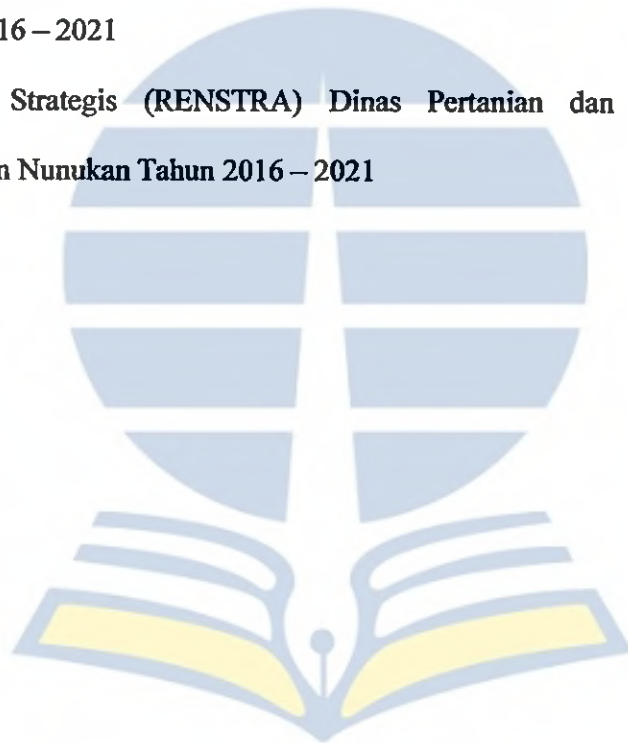 16 – 2021
Strategis (RENSTRA) Dinas Pertanian dan
n Nunukan Tahun 2016 – 2021